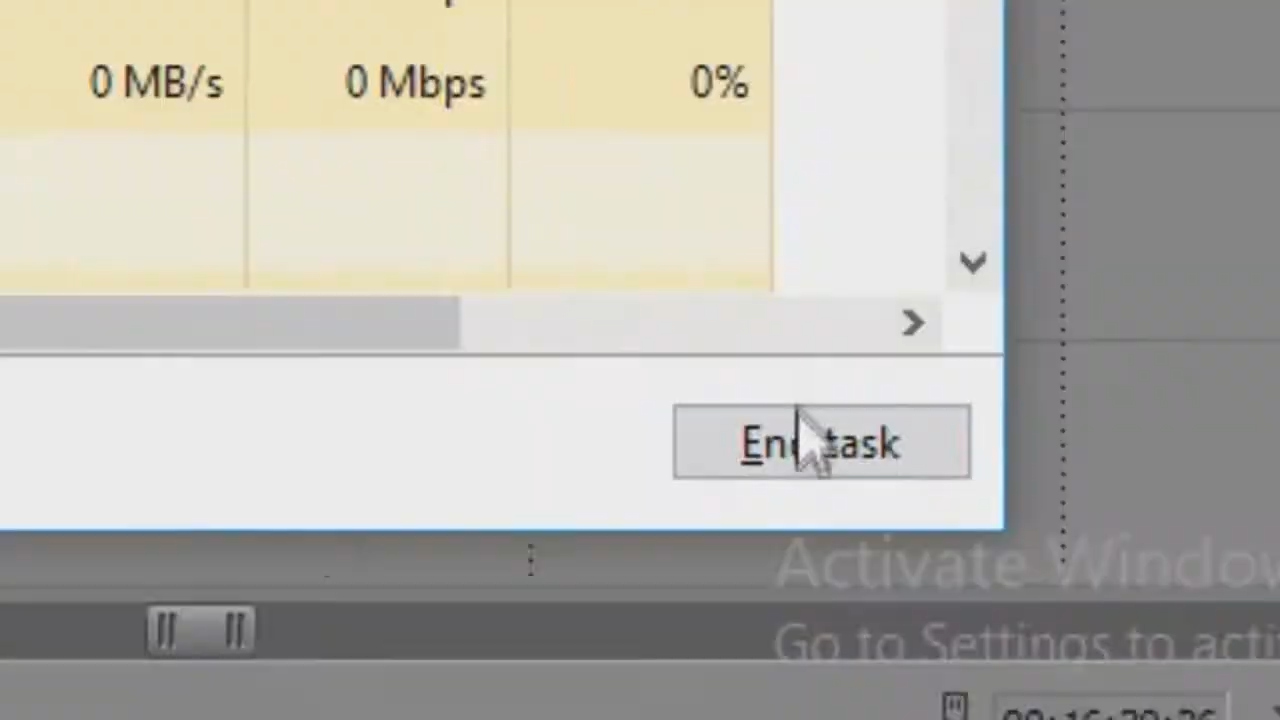 0 MB/s 0 Mbps 0%
End task
Activate Window
Go to Settings to acti